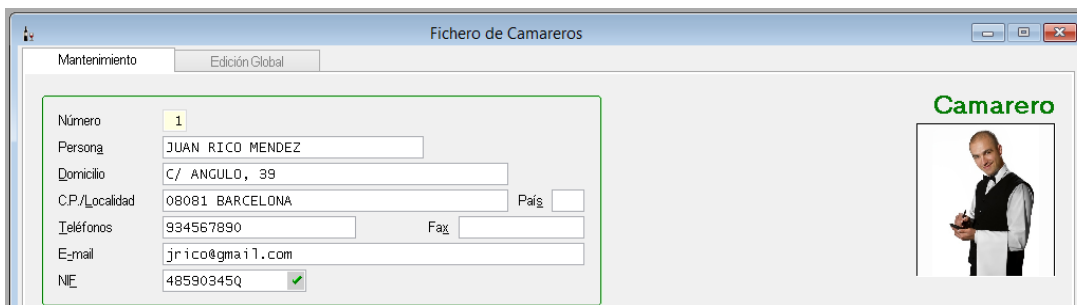 Fichero de Camareros
Mantenimiento Edición Global
Camarero
Número 1
Persona JUAN RICO MENDEZ
Domicilio C/ ANGULO, 39
C.P./Localidad 08081 BARCELONA País
Teléfonos 934567890 Fax
E-mail jrico@gmail.com
NIF 48590345Q